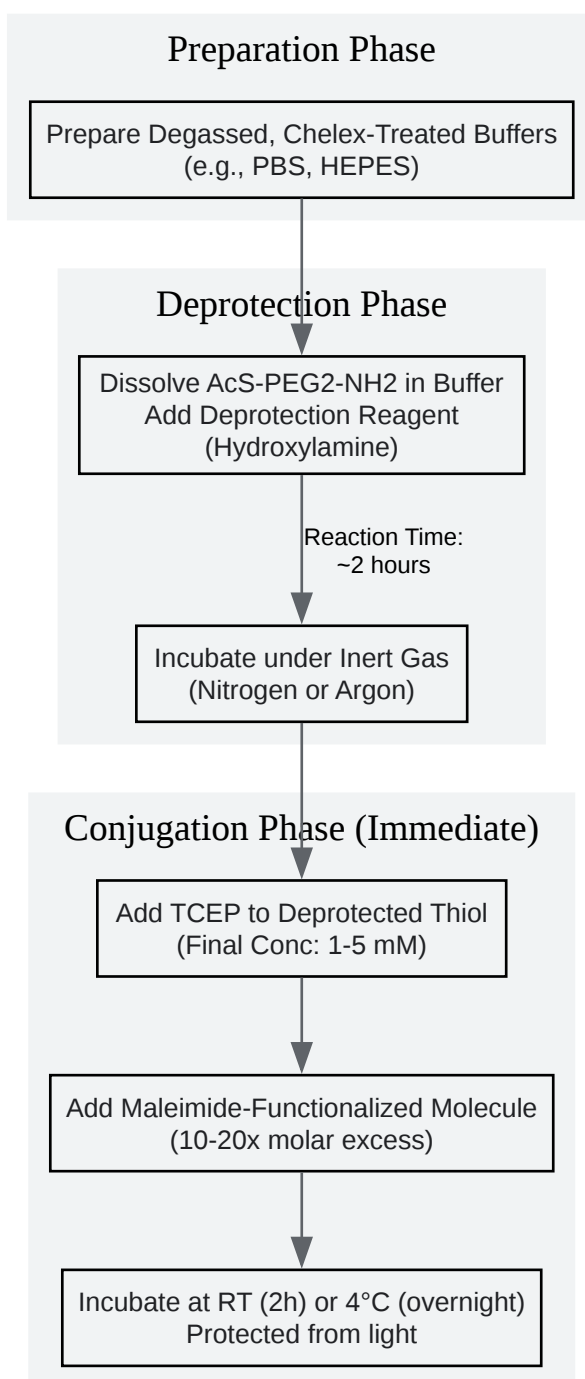 Preparation Phase
Prepare Degassed, Chelex-Treated Buffers
(e.g., PBS, HEPES)
Deprotection Phase
Dissolve AcS-PEG2-NH2 in Buffer
Add Deprotection Reagent
(Hydroxylamine)
Reaction Time:
~2 hours
Incubate under Inert Gas
(Nitrogen or Argon)
Conjugation Phase (Immediate)
Add TCEP to Deprotected Thiol
(Final Conc: 1-5 mM)
Add Maleimide-Functionalized Molecule
(10-20x molar excess)
Incubate at RT (2h) or 4°C (overnight)
Protected from light